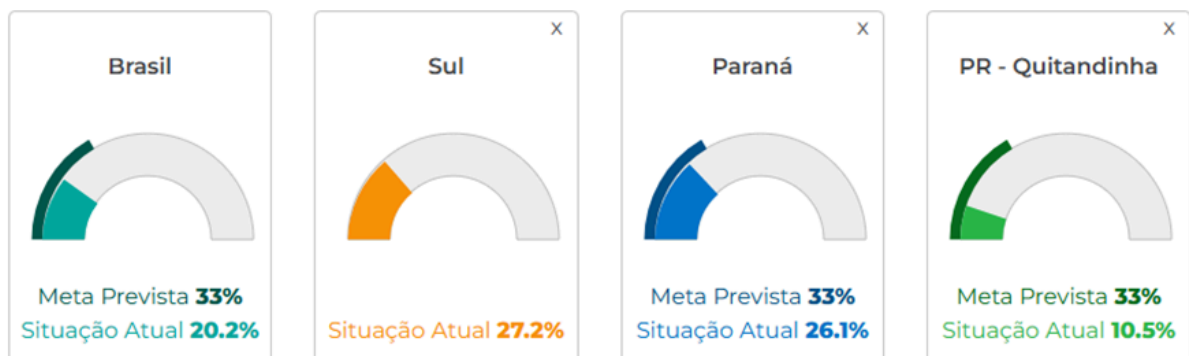 X
X
X
Brasil
Sul
Paraná
PR - Quitandinha
Meta Prevista 33%
Situação Atual 20.2%
Situação Atual 27.2%
Meta Prevista 33%
Situação Atual 26.1%
Meta Prevista 33%
Situação Atual 10.5%